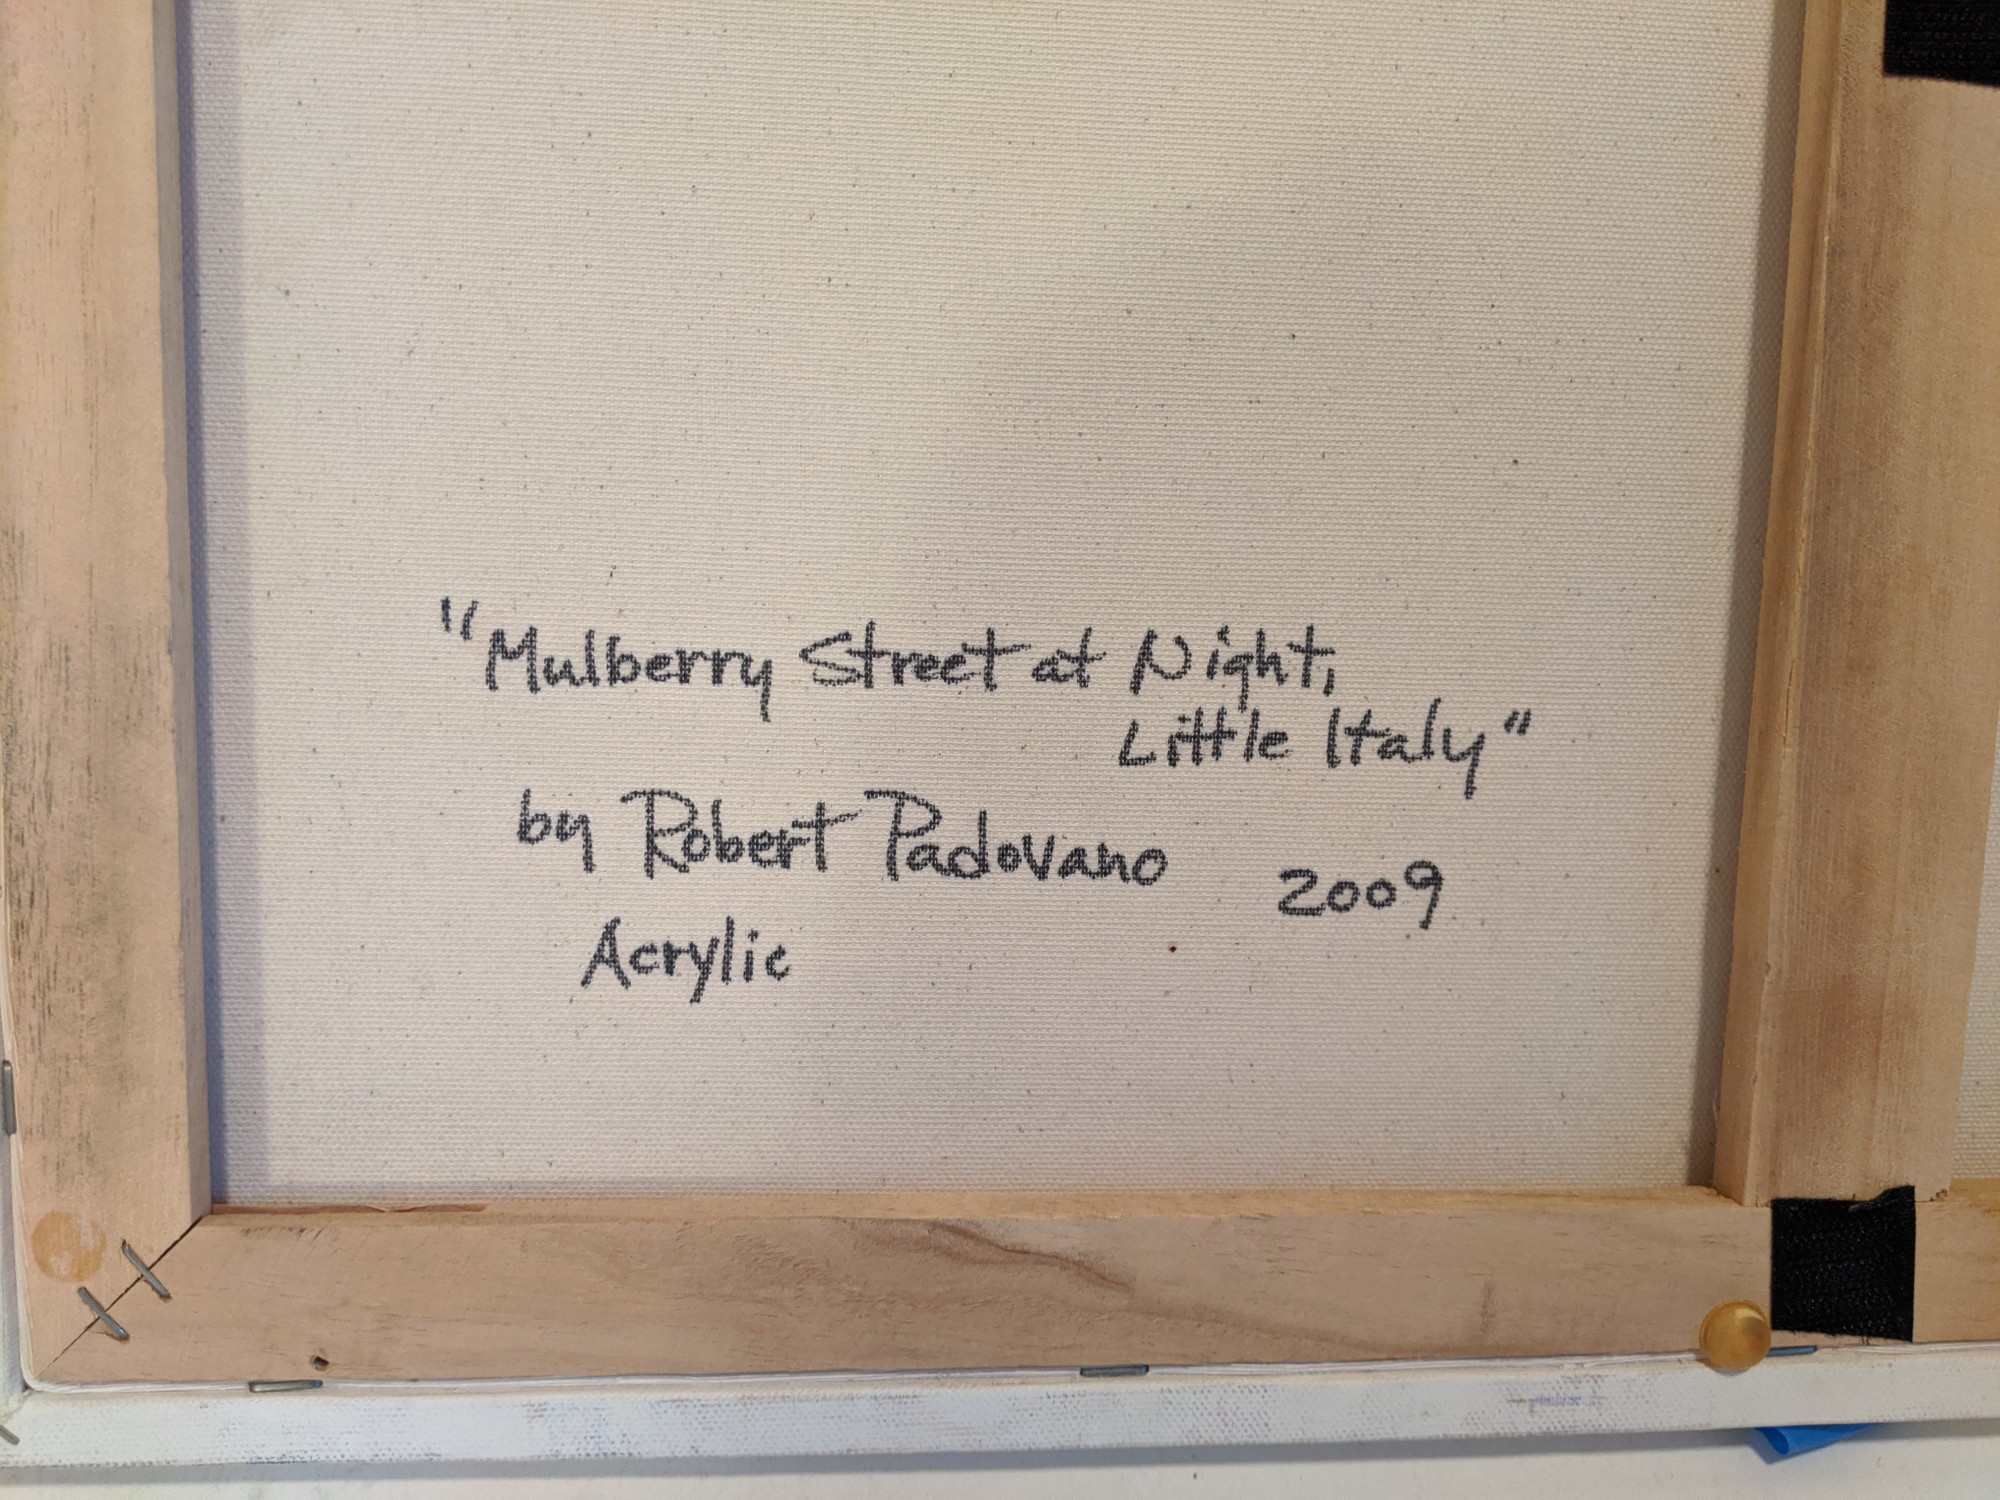 "Mulberry Street at Night,
Little Italy"
by Robert Padovano 2009
Acrylic